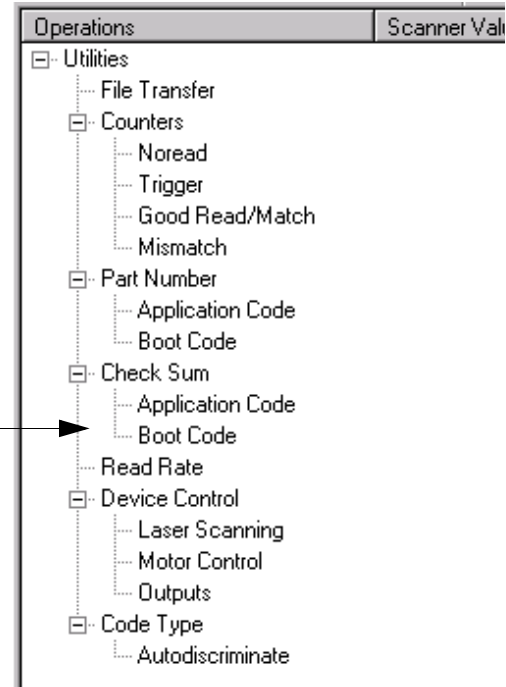 Operations Scanner Valu
Utilities
File Transfer
Counters
Noread
Trigger
Good Read/Match
Mismatch
Part Number
Application Code
Boot Code
Check Sum
Application Code
Boot Code
Read Rate
Device Control
Laser Scanning
Motor Control
Outputs
Code Type
Autodiscriminate